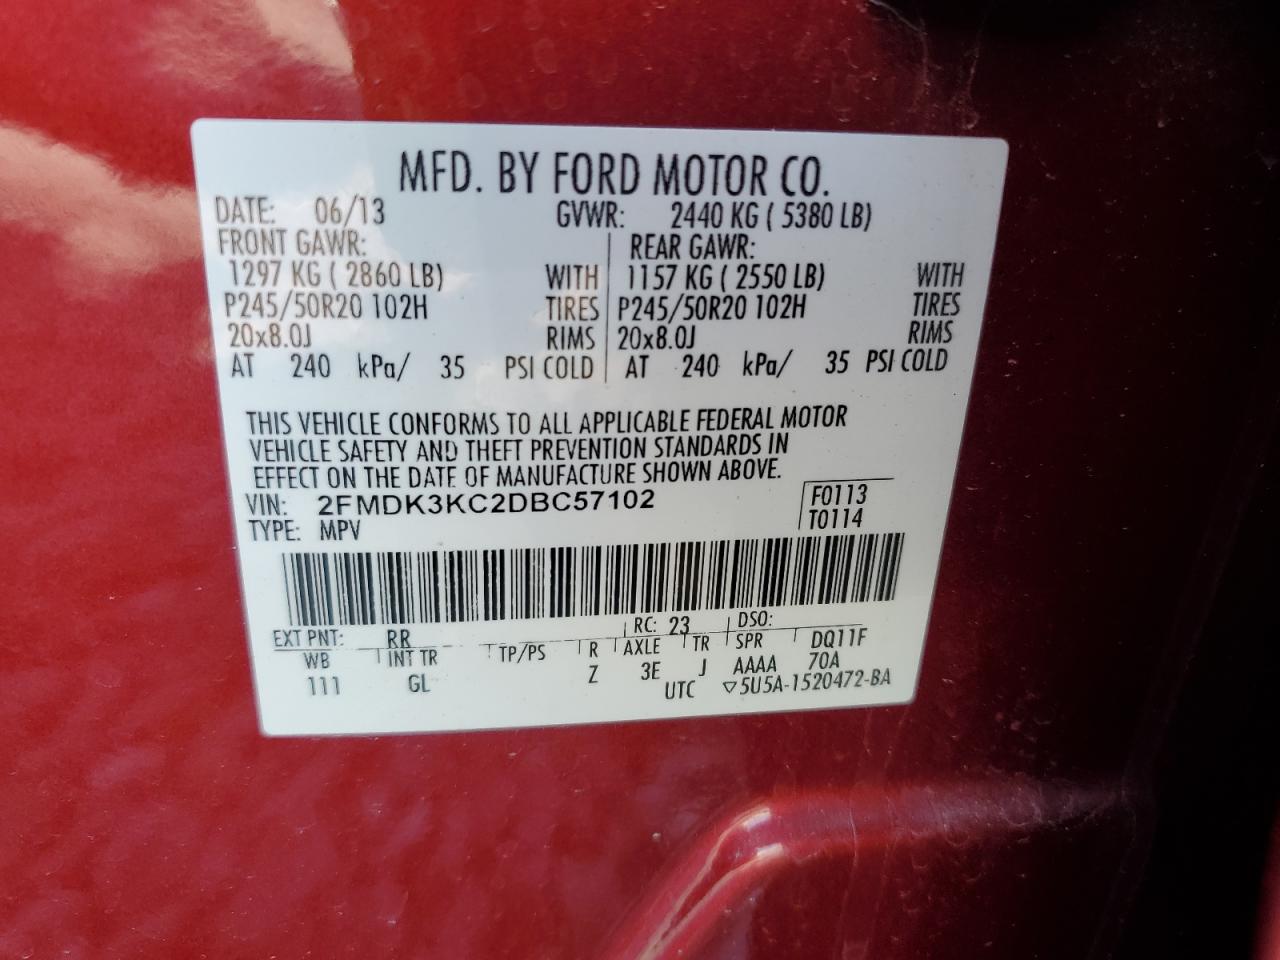 MFD. BY FORD MOTOR CO.
DATE: 06/13 GVWR: 2440 KG ( 5380 LB)
FRONT GAWR: REAR GAWR:
1297 KG ( 2860 LB) WITH 1157 KG ( 2550 LB) WITH
P245/50R20 102H TIRES P245/50R20 102H TIRES
20x8.0J RIMS 20x8.0J RIMS
AT 240 kPa/ 35 PSI COLD AT 240 kPa/ 35 PSI COLD
THIS VEHICLE CONFORMS TO ALL APPLICABLE FEDERAL MOTOR
VEHICLE SAFETY AND THEFT PREVENTION STANDARDS IN
EFFECT ON THE DATE OF MANUFACTURE SHOWN ABOVE.
VIN: 2FMDK3KC2DBC57102 F0113
TYPE: MPV T0114
EXT PNT: RR RC: 23 DSO:
WB INT TR TP/PS R AXLE TR SPR DQ11F
111 GL Z 3E J AAAA 70A
UTC ▽5U5A-1520472-BA